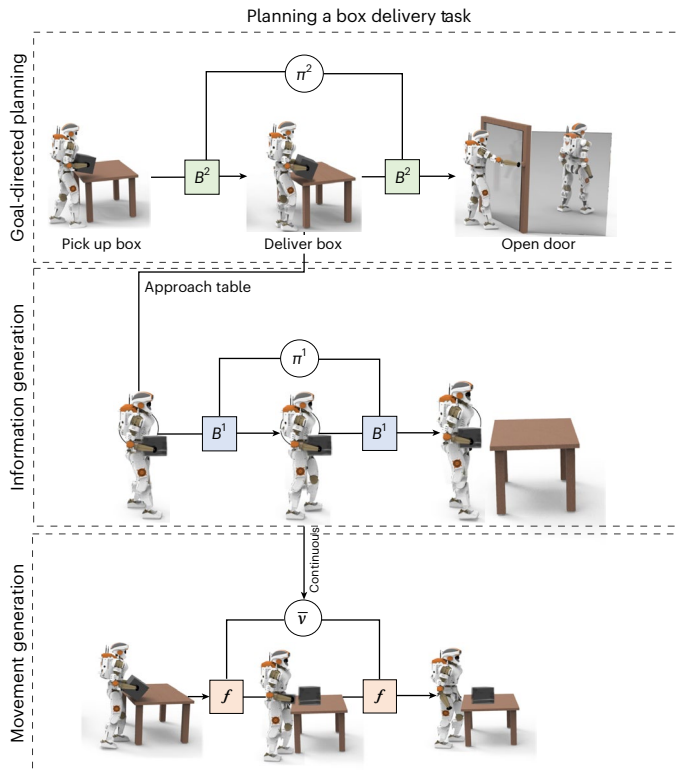 Planning a box delivery task
Goal-directed planning
π²
B²
B²
Pick up box
Deliver box
Open door
Information generation
Approach table
π¹
B¹
B¹
Movement generation
Continuous
v̅
f
f